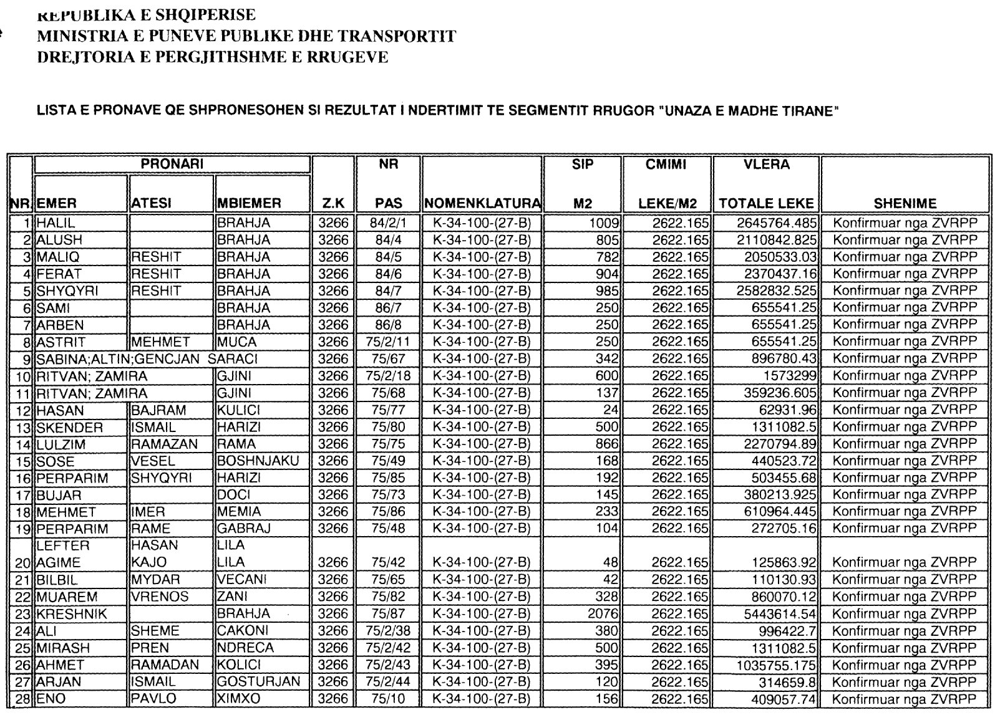 REPUBLIKA E SHQIPERISE
MINISTRIA E PUNEVE PUBLIKE DHE TRANSPORTIT
DREJTORIA E PERGJITHSHME E RRUGEVE
LISTA E PRONAVE QE SHPRONESOHEN SI REZULTAT I NDERTIMIT TE SEGMENTIT RRUGOR "UNAZA E MADHE TIRANE"
PRONARI NR SIP CMIMI VLERA
NR. EMER ATESI MBIEMER Z.K PAS NOMENKLATURA M2 LEKE/M2 TOTALE LEKE SHENIME
1 HALIL BRAHJA 3266 84/2/1 K-34-100-(27-B) 1009 2622.165 2645764.485 Konfirmuar nga ZVRPP
2 ALUSH BRAHJA 3266 84/4 K-34-100-(27-B) 805 2622.165 2110842.825 Konfirmuar nga ZVRPP
3 MALIQ RESHIT BRAHJA 3266 84/5 K-34-100-(27-B) 782 2622.165 2050533.03 Konfirmuar nga ZVRPP
4 FERAT RESHIT BRAHJA 3266 84/6 K-34-100-(27-B) 904 2622.165 2370437.16 Konfirmuar nga ZVRPP
5 SHYQYRI RESHIT BRAHJA 3266 84/7 K-34-100-(27-B) 985 2622.165 2582832.525 Konfirmuar nga ZVRPP
6 SAMI BRAHJA 3266 86/7 K-34-100-(27-B) 250 2622.165 655541.25 Konfirmuar nga ZVRPP
7 ARBEN BRAHJA 3266 86/8 K-34-100-(27-B) 250 2622.165 655541.25 Konfirmuar nga ZVRPP
8 ASTRIT MEHMET MUCA 3266 75/2/11 K-34-100-(27-B) 250 2622.165 655541.25 Konfirmuar nga ZVRPP
9 SABINA;ALTIN;GENCJAN SARACI 3266 75/67 K-34-100-(27-B) 342 2622.165 896780.43 Konfirmuar nga ZVRPP
10 RITVAN; ZAMIRA GJINI 3266 75/2/18 K-34-100-(27-B) 600 2622.165 1573299 Konfirmuar nga ZVRPP
11 RITVAN; ZAMIRA GJINI 3266 75/68 K-34-100-(27-B) 137 2622.165 359236.605 Konfirmuar nga ZVRPP
12 HASAN BAJRAM KULICI 3266 75/77 K-34-100-(27-B) 24 2622.165 62931.96 Konfirmuar nga ZVRPP
13 SKENDER ISMAIL HARIZI 3266 75/80 K-34-100-(27-B) 500 2622.165 1311082.5 Konfirmuar nga ZVRPP
14 LULZIM RAMAZAN RAMA 3266 75/75 K-34-100-(27-B) 866 2622.165 2270794.89 Konfirmuar nga ZVRPP
15 SOSE VESEL BOSHNJAKU 3266 75/49 K-34-100-(27-B) 168 2622.165 440523.72 Konfirmuar nga ZVRPP
16 PERPARIM SHYQYRI HARIZI 3266 75/85 K-34-100-(27-B) 192 2622.165 503455.68 Konfirmuar nga ZVRPP
17 BUJAR DOCI 3266 75/73 K-34-100-(27-B) 145 2622.165 380213.925 Konfirmuar nga ZVRPP
18 MEHMET IMER MEMIA 3266 75/86 K-34-100-(27-B) 233 2622.165 610964.445 Konfirmuar nga ZVRPP
19 PERPARIM RAME GABRAJ 3266 75/48 K-34-100-(27-B) 104 2622.165 272705.16 Konfirmuar nga ZVRPP
LEFTER HASAN LILA
20 AGIME KAJO LILA 3266 75/42 K-34-100-(27-B) 48 2622.165 125863.92 Konfirmuar nga ZVRPP
21 BILBIL MYDAR VECANI 3266 75/65 K-34-100-(27-B) 42 2622.165 110130.93 Konfirmuar nga ZVRPP
22 MUAREM VRENOS ZANI 3266 75/82 K-34-100-(27-B) 328 2622.165 860070.12 Konfirmuar nga ZVRPP
23 KRESHNIK BRAHJA 3266 75/87 K-34-100-(27-B) 2076 2622.165 5443614.54 Konfirmuar nga ZVRPP
24 ALI SHEME CAKONI 3266 75/2/38 K-34-100-(27-B) 380 2622.165 996422.7 Konfirmuar nga ZVRPP
25 MIRASH PREN NDRECA 3266 75/2/42 K-34-100-(27-B) 500 2622.165 1311082.5 Konfirmuar nga ZVRPP
26 AHMET RAMADAN KOLICI 3266 75/2/43 K-34-100-(27-B) 395 2622.165 1035755.175 Konfirmuar nga ZVRPP
27 ARJAN ISMAIL GOSTURJAN 3266 75/2/44 K-34-100-(27-B) 120 2622.165 314659.8 Konfirmuar nga ZVRPP
28 ENO PAVLO XIMXO 3266 75/10 K-34-100-(27-B) 156 2622.165 409057.74 Konfirmuar nga ZVRPP